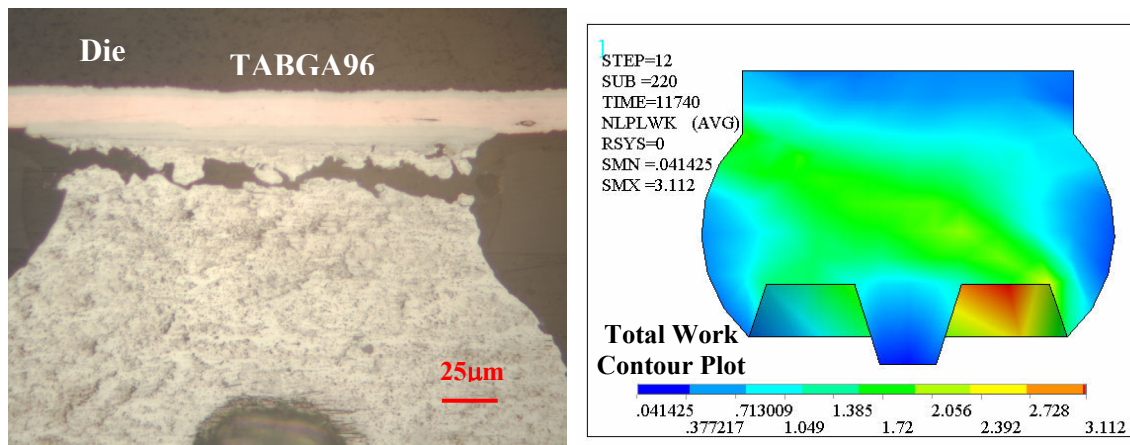 Die
TABGA96
25μm
1
STEP=12
SUB =220
TIME=11740
NLPLWK (AVG)
RSYS=0
SMN =.041425
SMX =3.112
Total Work
Contour Plot
.041425 .713009 1.385 2.056 2.728
.377217 1.049 1.72 2.392 3.112